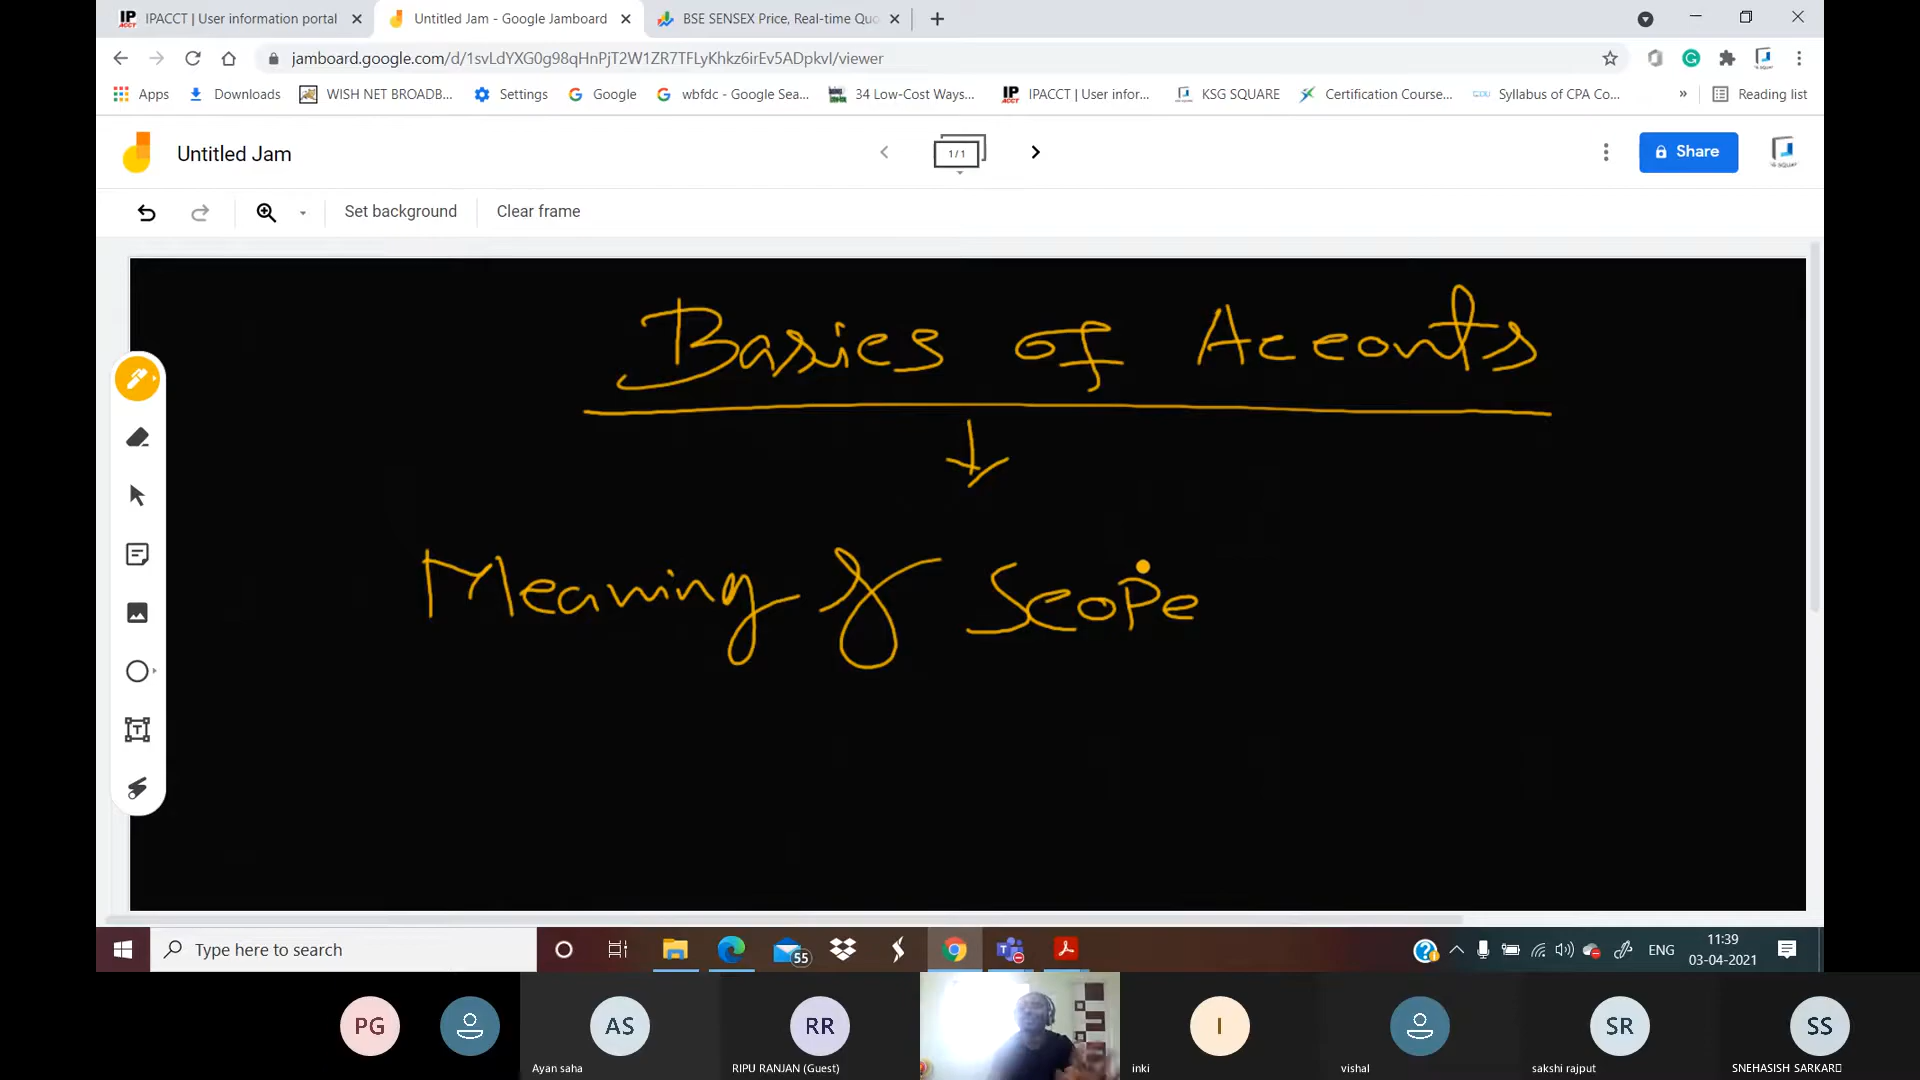 IPACCT | User information portal
Untitled Jam - Google Jamboard
BSE SENSEX Price, Real-time Quo
jamboard.google.com/d/1svLdYXG0g98qHnPjT2W1ZR7TFLyKhkz6irEv5ADpkvI/viewer
Apps Downloads WISH NET BROADB... Settings Google wbfdc - Google Sea... 34 Low-Cost Ways... IPACCT | User infor... KSG SQUARE Certification Course... Syllabus of CPA Co... » Reading list
Untitled Jam
1 / 1
Share
Set background Clear frame
Basics of Acconts
Meaning & Scope
Type here to search
55
ENG
11:39
03-04-2021
PG AS RR I SR SS
Ayan saha RIPU RANJAN (Guest) inki vishal sakshi rajput SNEHASISH SARKAR